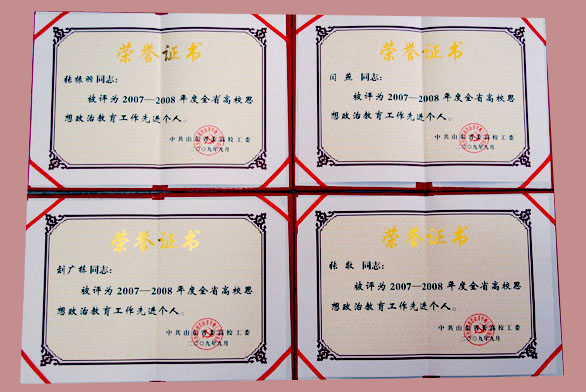 荣誉证书
张栋羽同志：
被评为2007—2008年度全省高校思
想政治教育工作先进个人。
中共山东省委高校工委
二〇〇九年九月
荣誉证书
闫燕同志：
被评为2007—2008年度全省高校思
想政治教育工作先进个人。
中共山东省委高校工委
二〇〇九年九月
荣誉证书
刘广栋同志：
被评为2007—2008年度全省高校思
想政治教育工作先进个人。
中共山东省委高校工委
二〇〇九年九月
荣誉证书
张敬同志：
被评为2007—2008年度全省高校思
想政治教育工作先进个人。
中共山东省委高校工委
二〇〇九年九月